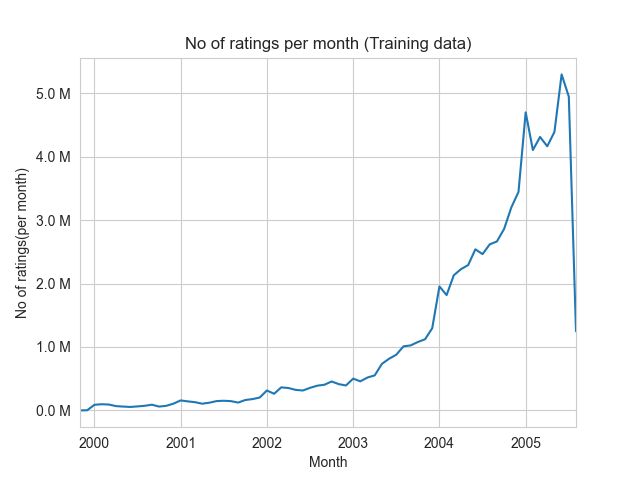 No of ratings per month (Training data)
5.0 M
4.0 M
3.0 M
2.0 M
1.0 M
0.0 M
No of ratings(per month)
2000 2001 2002 2003 2004 2005
Month